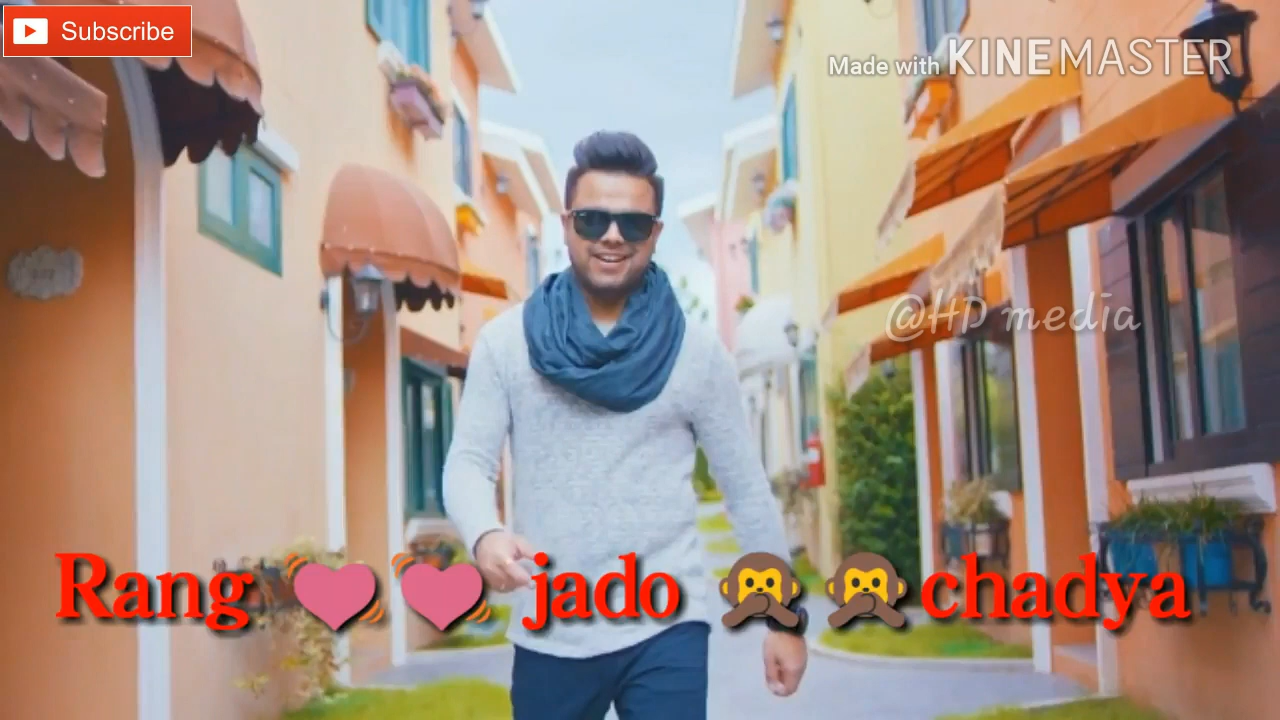 Subscribe
Made with KINEMASTER
@HD media
Rang 💓💓 jado 🙊🙊 chadya